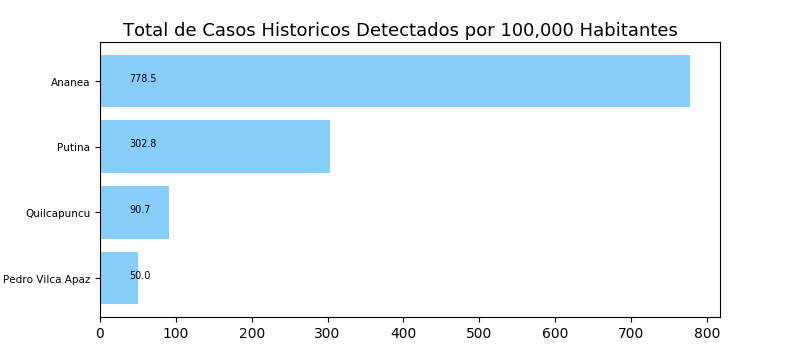 Total de Casos Historicos Detectados por 100,000 Habitantes
Ananea 778.5
Putina 302.8
Quilcapuncu 90.7
Pedro Vilca Apaz 50.0
0 100 200 300 400 500 600 700 800